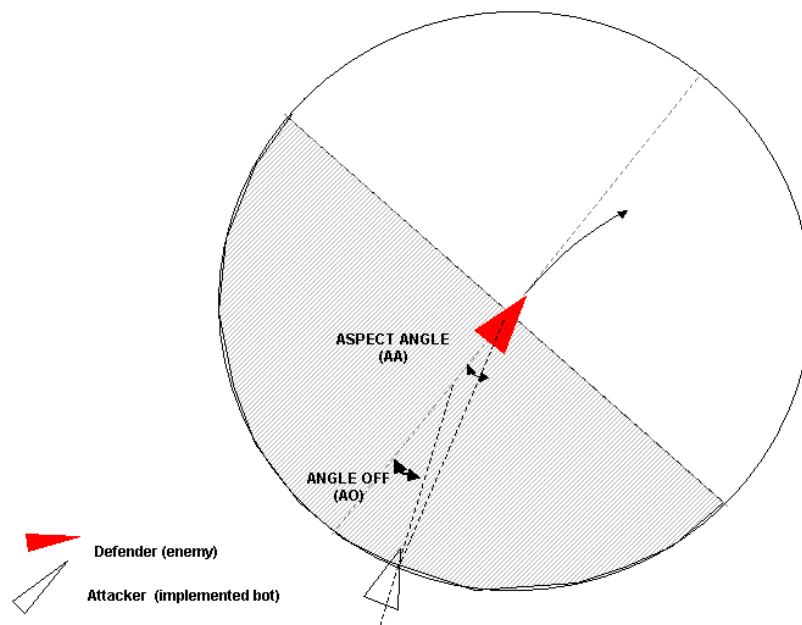 ASPECT ANGLE
(AA)
ANGLE OFF
(AO)
Defender (enemy)
Attacker (implemented bot)